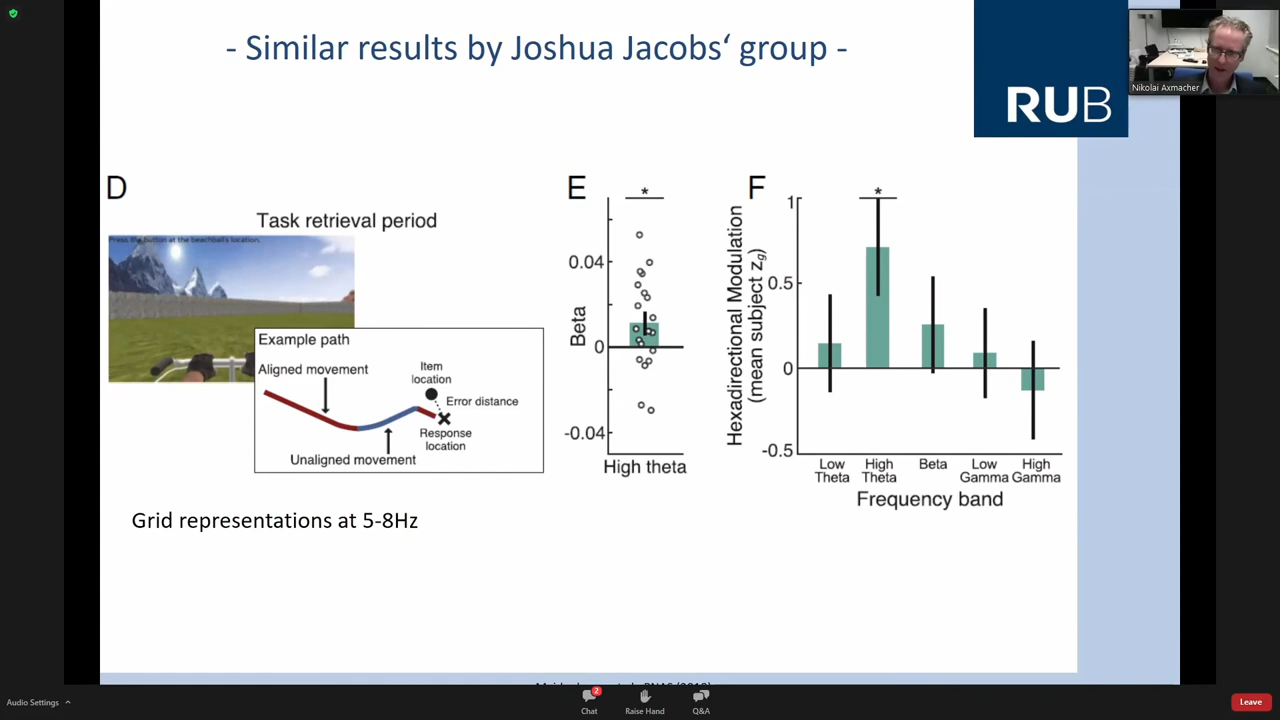 - Similar results by Joshua Jacobs‘ group -
RUB
Nikolai Axmacher
D
Task retrieval period
Press the button at the beachball's location.
Example path
Aligned movement
Item
location
Error distance
Response
location
Unaligned movement
E
*
Beta
0.04
0
-0.04
High theta
F
*
Hexadirectional Modulation
(mean subject zg)
1
0.5
0
-0.5
Low
Theta
High
Theta
Beta
Low
Gamma
High
Gamma
Frequency band
Grid representations at 5-8Hz
Audio Settings
2
Chat
Raise Hand
Q&A
Leave